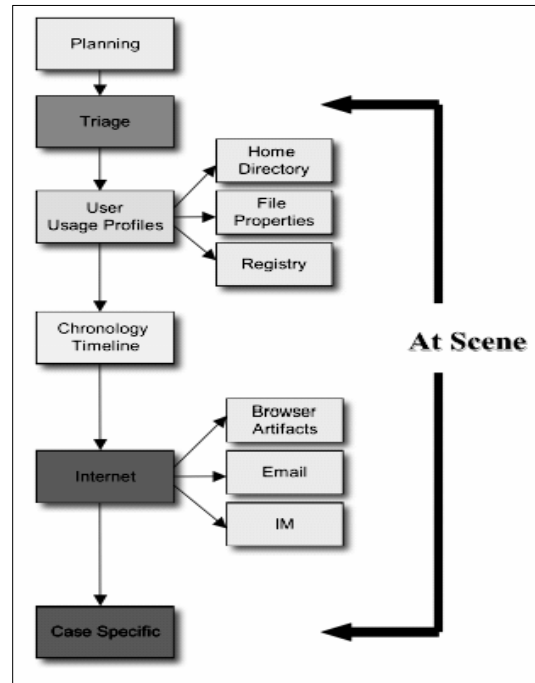 Planning
Triage
Home
Directory
User
Usage Profiles
File
Properties
Registry
Chronology
Timeline
At Scene
Browser
Artifacts
Internet
Email
IM
Case Specific